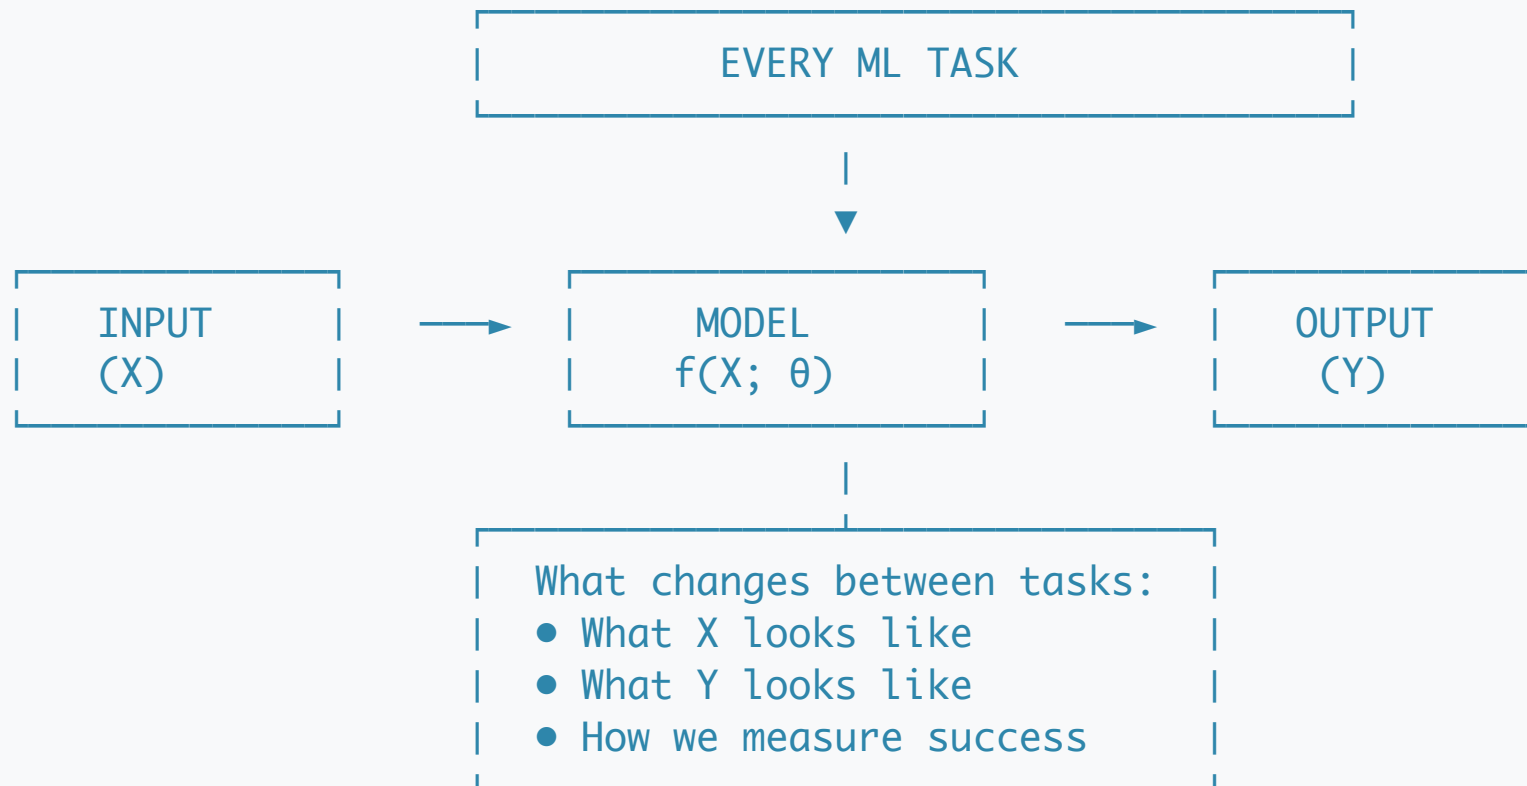 EVERY ML TASK
INPUT MODEL OUTPUT
(X) f(X; θ) (Y)
What changes between tasks:
● What X looks like
● What Y looks like
● How we measure success